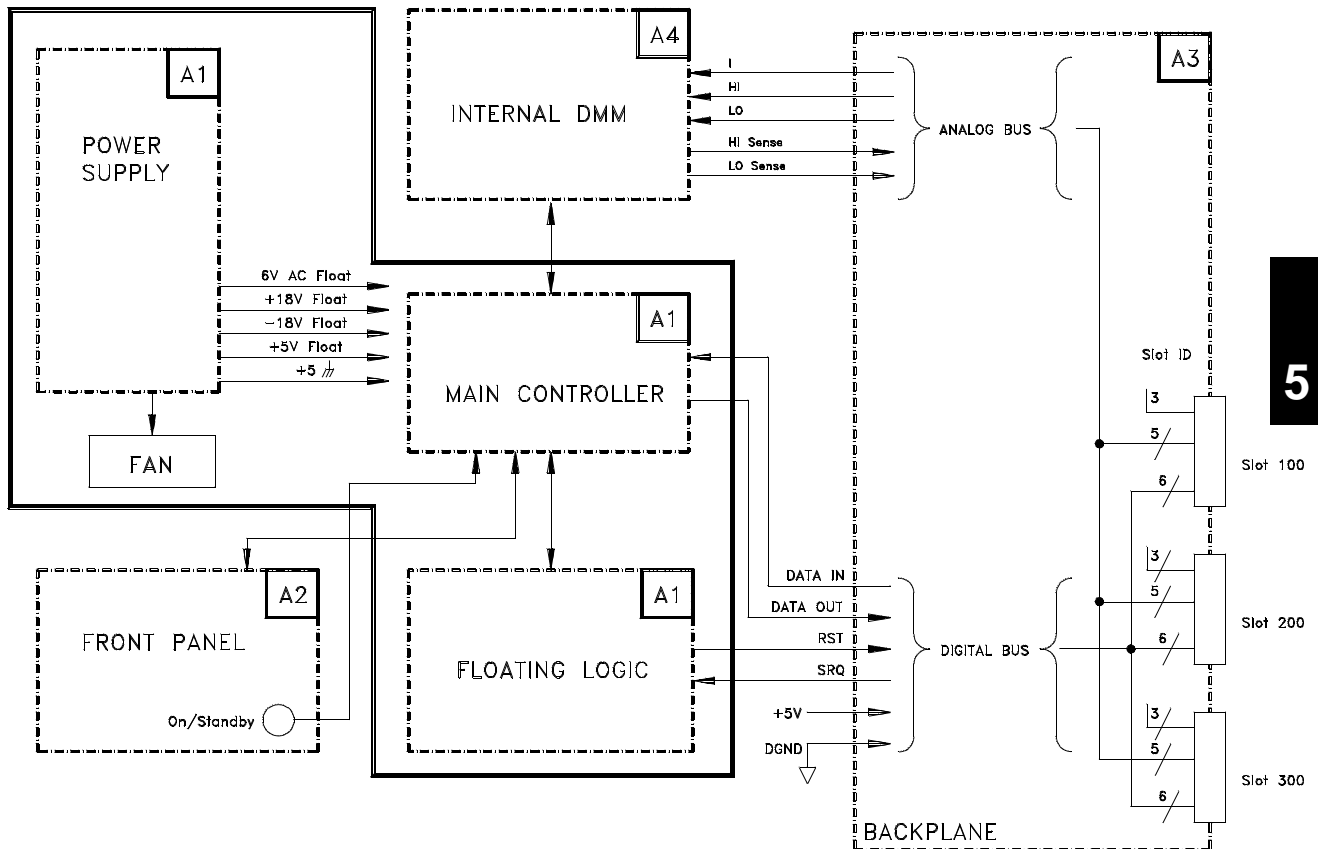 A1
POWER
SUPPLY
6V AC Float
+18V Float
-18V Float
+5V Float
+5
FAN
A4
INTERNAL DMM
I
HI
LO
HI Sense
LO Sense
A1
MAIN CONTROLLER
A2
FRONT PANEL
On/Standby
A1
FLOATING LOGIC
DATA IN
DATA OUT
RST
SRQ
+5V
DGND
A3
ANALOG BUS
DIGITAL BUS
Slot ID
3
5
6
Slot 100
3
5
6
Slot 200
3
5
6
Slot 300
BACKPLANE
5